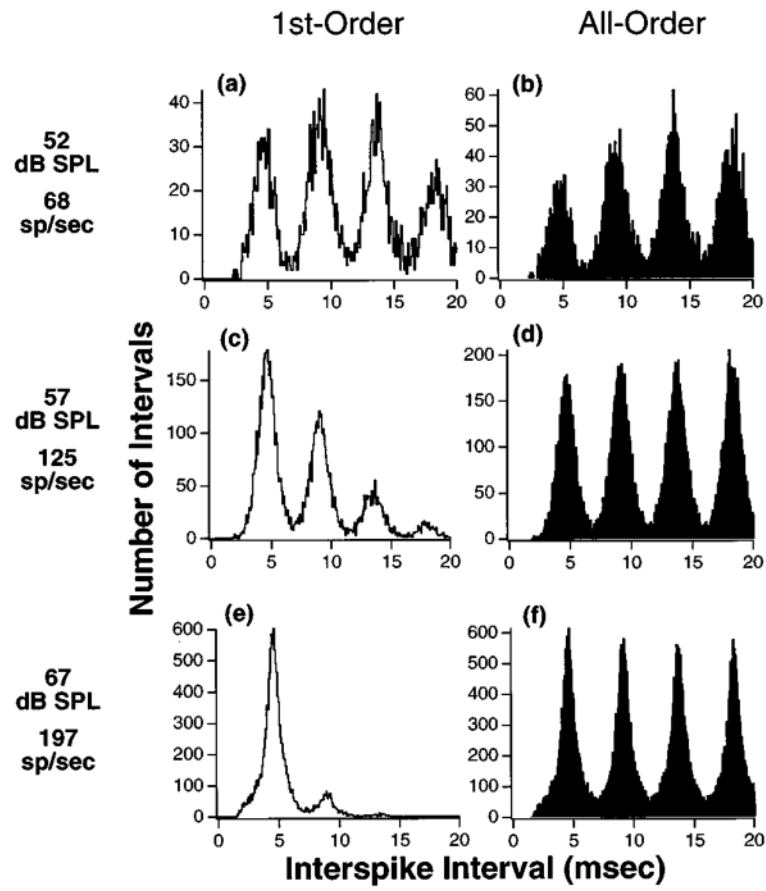 1st-Order All-Order
52
dB SPL
68
sp/sec
(a)
40
30
20
10
0
0 5 10 15 20
(b)
60
50
40
30
20
10
0
0 5 10 15 20
57
dB SPL
125
sp/sec
Number of Intervals
(c)
150
100
50
0
0 5 10 15 20
(d)
200
150
100
50
0
0 5 10 15 20
67
dB SPL
197
sp/sec
(e)
600
500
400
300
200
100
0
0 5 10 15 20
(f)
600
500
400
300
200
100
0
0 5 10 15 20
Interspike Interval (msec)